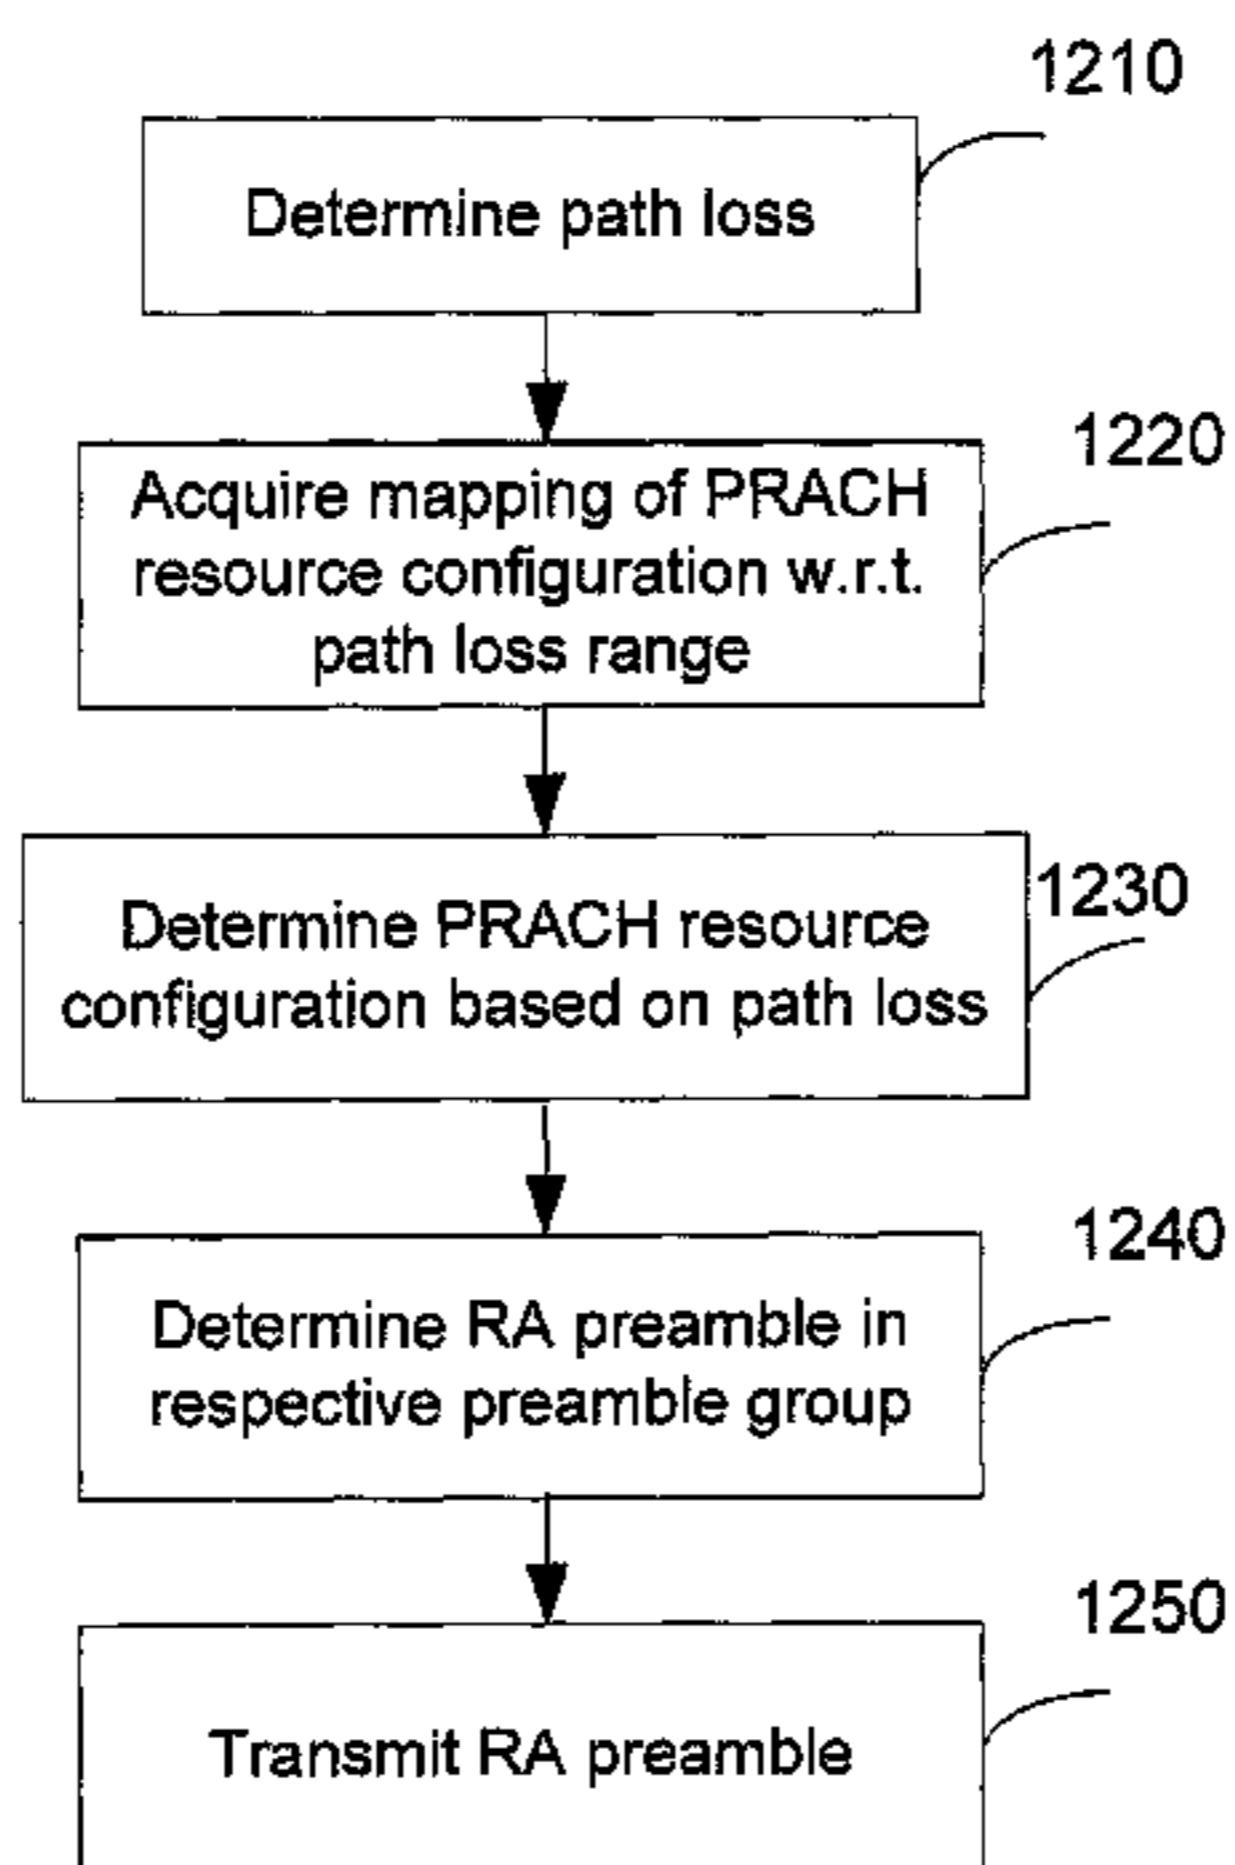 1210
Determine path loss
1220
Acquire mapping of PRACH
resource configuration w.r.t.
path loss range
1230
Determine PRACH resource
configuration based on path loss
1240
Determine RA preamble in
respective preamble group
1250
Transmit RA preamble